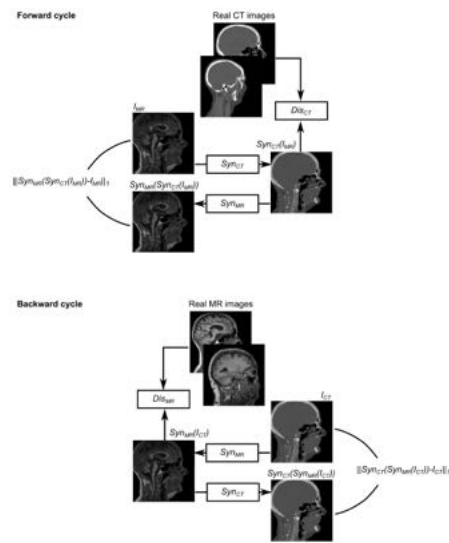 Forward cycle
Real CT images
Dis_CT
I_MR
Syn_CT(I_MR)
Syn_CT
||Syn_MR(Syn_CT(I_MR))-I_MR||_1
Syn_MR(Syn_CT(I_MR))
Syn_MR
Backward cycle
Real MR images
Dis_MR
I_CT
Syn_MR(I_CT)
Syn_MR
Syn_CT(Syn_MR(I_CT))
||Syn_CT(Syn_MR(I_CT))-I_CT||_1
Syn_CT